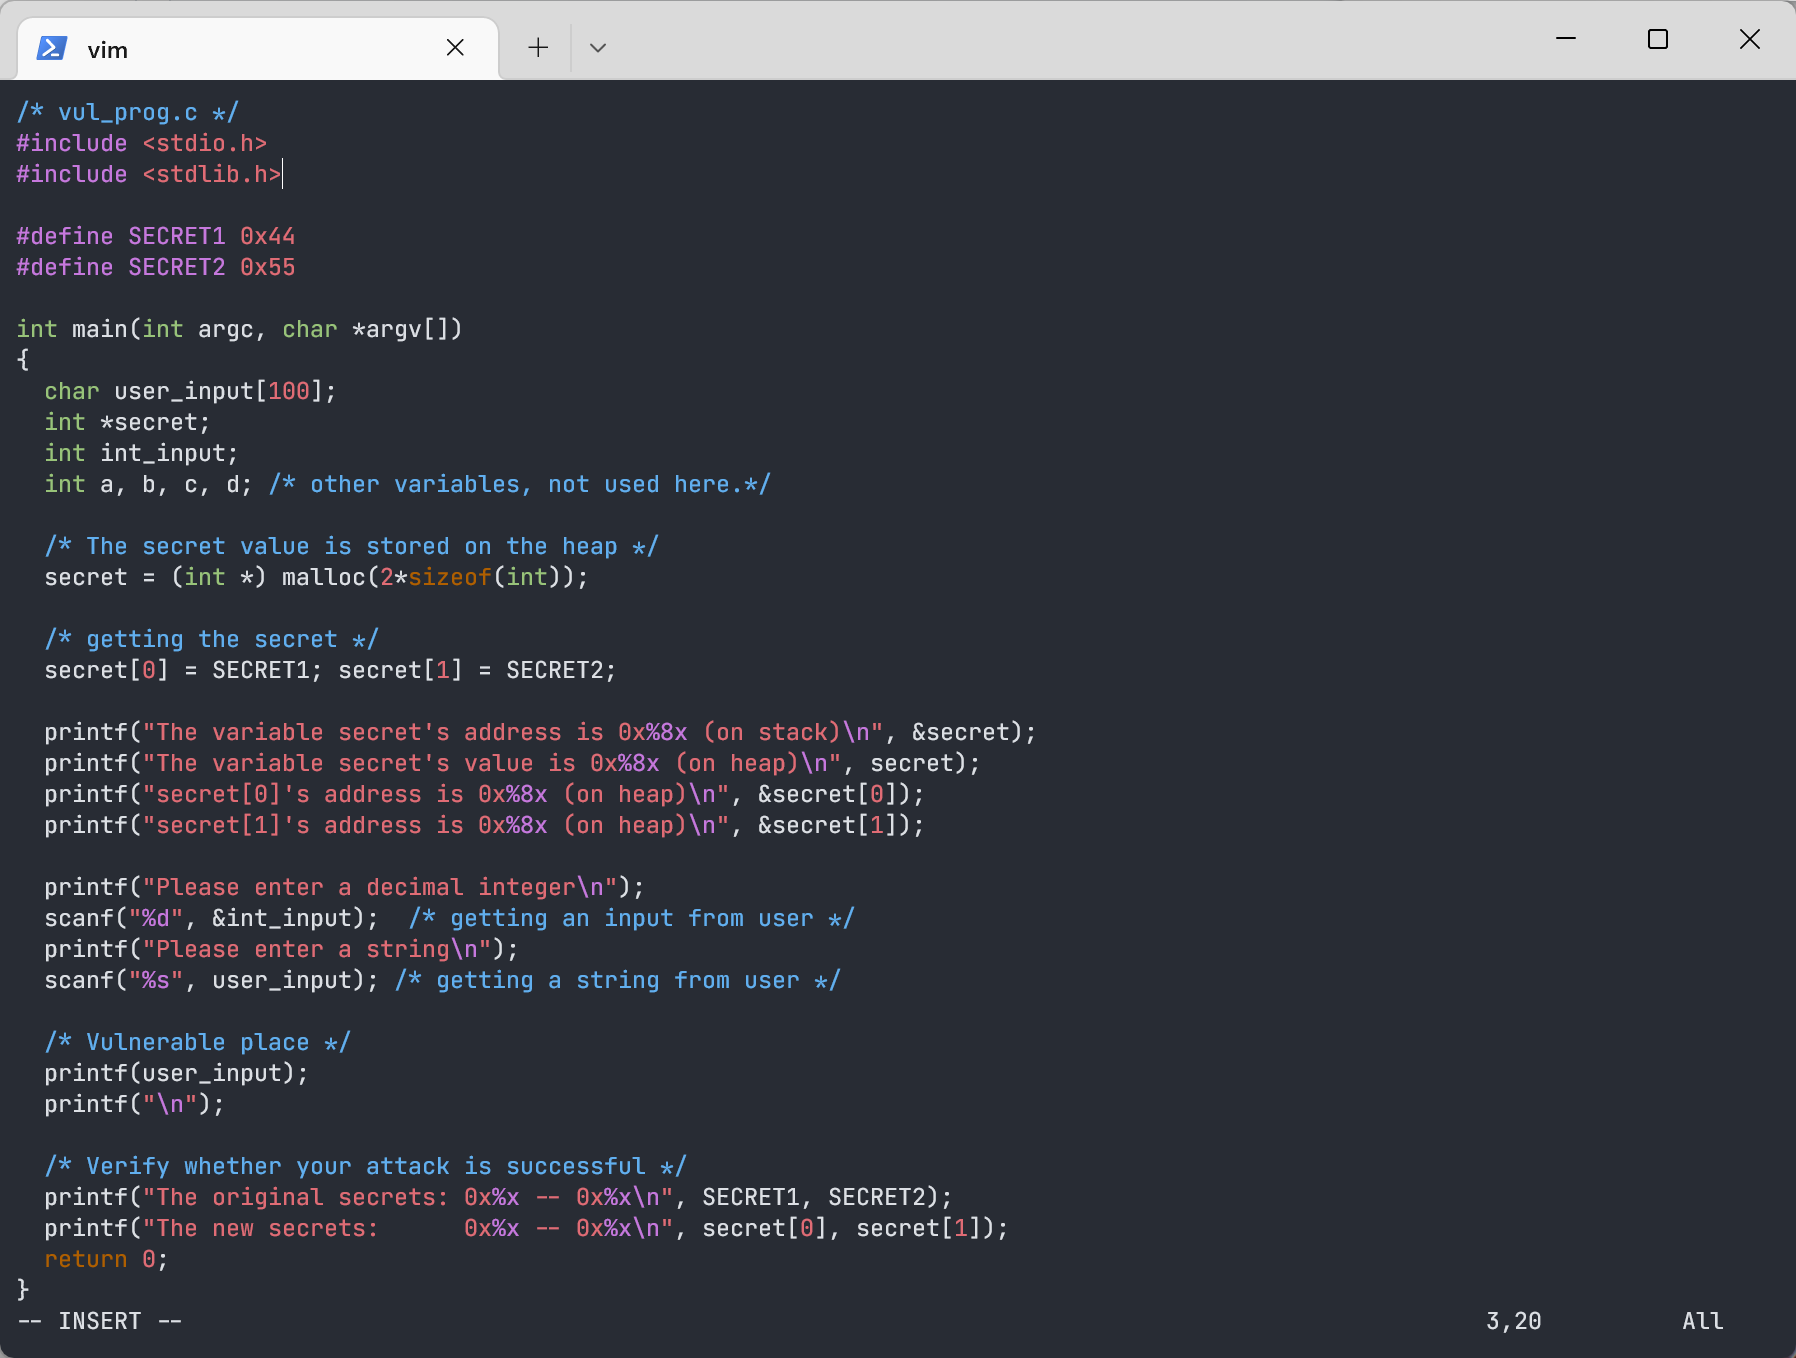 vim
/* vul_prog.c */
#include <stdio.h>
#include <stdlib.h>
#define SECRET1 0x44
#define SECRET2 0x55
int main(int argc, char *argv[])
{
  char user_input[100];
  int *secret;
  int int_input;
  int a, b, c, d; /* other variables, not used here.*/
  /* The secret value is stored on the heap */
  secret = (int *) malloc(2*sizeof(int));
  /* getting the secret */
  secret[0] = SECRET1; secret[1] = SECRET2;
  printf("The variable secret's address is 0x%8x (on stack)\n", &secret);
  printf("The variable secret's value is 0x%8x (on heap)\n", secret);
  printf("secret[0]'s address is 0x%8x (on heap)\n", &secret[0]);
  printf("secret[1]'s address is 0x%8x (on heap)\n", &secret[1]);
  printf("Please enter a decimal integer\n");
  scanf("%d", &int_input);  /* getting an input from user */
  printf("Please enter a string\n");
  scanf("%s", user_input); /* getting a string from user */
  /* Vulnerable place */
  printf(user_input);
  printf("\n");
  /* Verify whether your attack is successful */
  printf("The original secrets: 0x%x -- 0x%x\n", SECRET1, SECRET2);
  printf("The new secrets:      0x%x -- 0x%x\n", secret[0], secret[1]);
  return 0;
}
-- INSERT -- 3,20 All